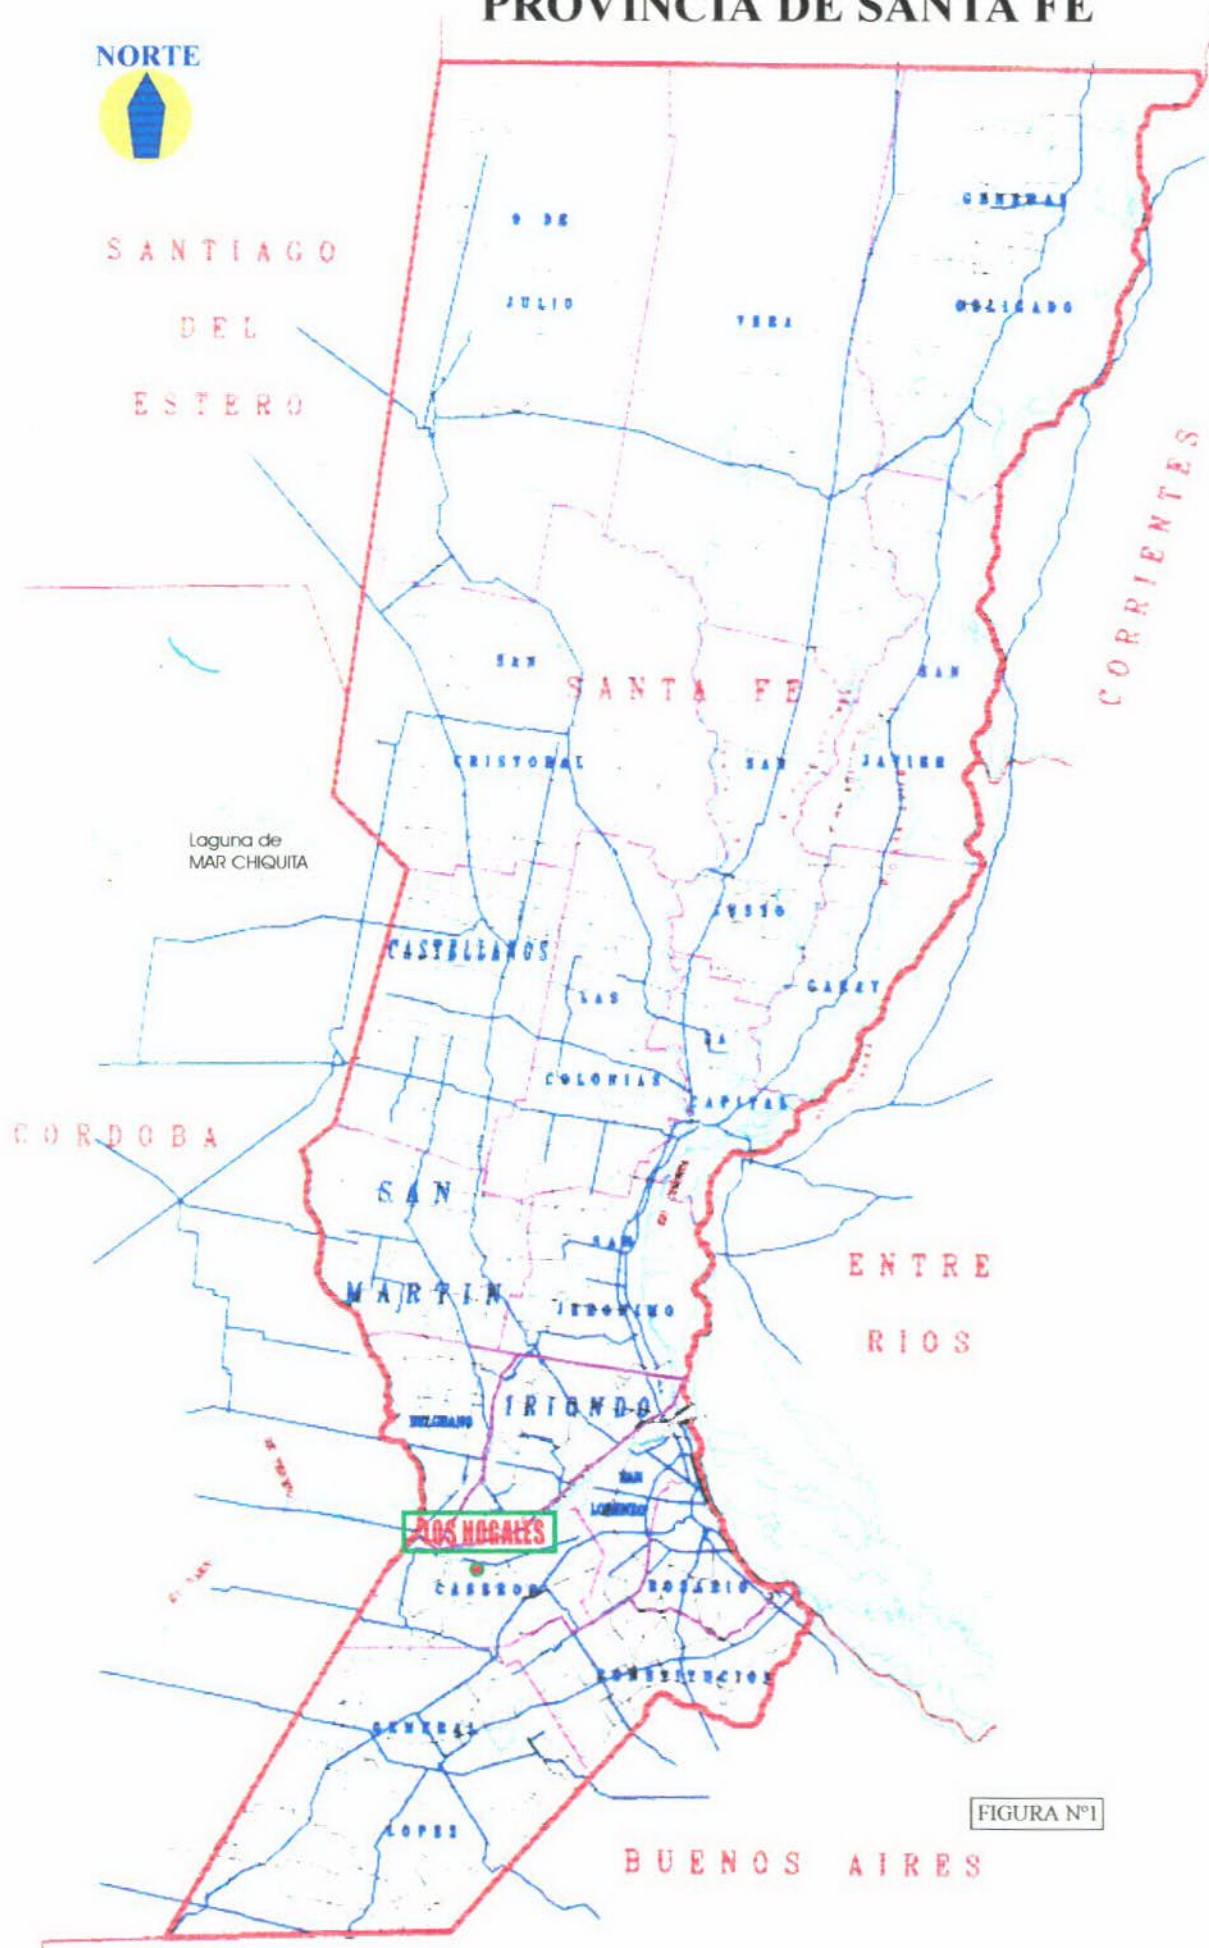 PROVINCIA DE SANTA FE
NORTE
SANTIAGO
DEL
ESTERO
9 DE
JULIO
VERA
GENERAL
OBLIGADO
CORRIENTES
SAN
CRISTOBAL
SANTA FE
SAN
JUSTO
SAN
JAVIER
Laguna de
MAR CHIQUITA
CASTELLANOS
LAS
COLONIAS
GARAY
LA
CAPITAL
CORDOBA
SAN
MARTIN
SAN
JERONIMO
ENTRE
RIOS
BELGRANO
IRIONDO
SAN
LORENZO
LOS NOGALES
CASEROS
ROSARIO
CONSTITUCION
GENERAL
LOPEZ
FIGURA Nº1
BUENOS AIRES